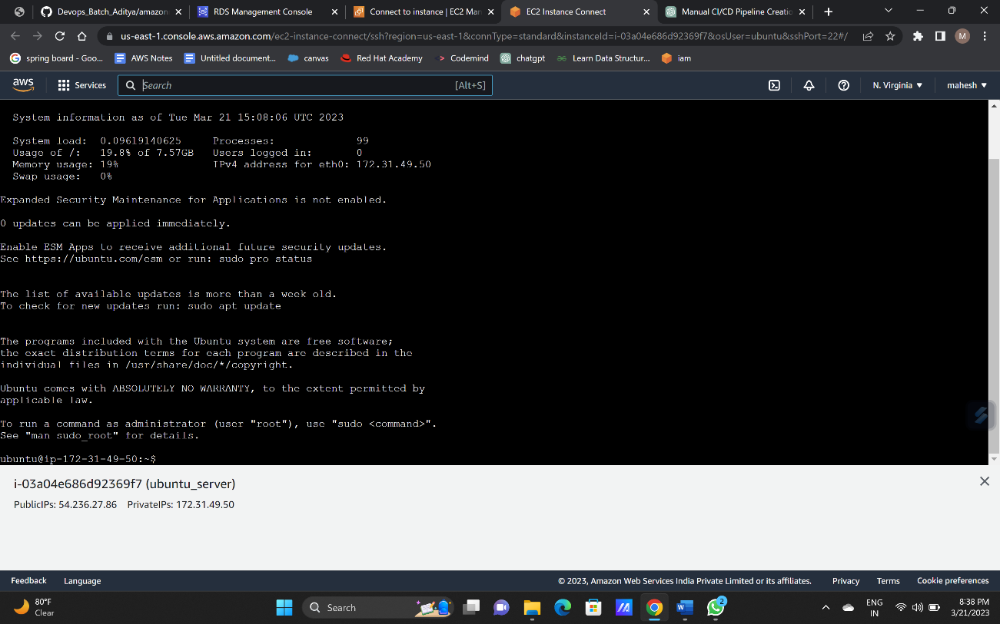 Devops_Batch_Aditya/amazon
RDS Management Console
Connect to instance | EC2 Man
EC2 Instance Connect
Manual CI/CD Pipeline Creatio
us-east-1.console.aws.amazon.com/ec2-instance-connect/ssh?region=us-east-1&connType=standard&instanceId=i-03a04e686d92369f7&osUser=ubuntu&sshPort=22#/
M
spring board - Goo...
AWS Notes
Untitled document...
canvas
Red Hat Academy
Codemind
chatgpt
Learn Data Structur...
iam
aws
Services
Search
[Alt+S]
N. Virginia
mahesh
System information as of Tue Mar 21 15:08:06 UTC 2023
System load: 0.09619140625 Processes: 99
Usage of /: 19.8% of 7.57GB Users logged in: 0
Memory usage: 19% IPv4 address for eth0: 172.31.49.50
Swap usage: 0%
Expanded Security Maintenance for Applications is not enabled.
0 updates can be applied immediately.
Enable ESM Apps to receive additional future security updates.
See https://ubuntu.com/esm or run: sudo pro status
The list of available updates is more than a week old.
To check for new updates run: sudo apt update
The programs included with the Ubuntu system are free software;
the exact distribution terms for each program are described in the
individual files in /usr/share/doc/*/copyright.
Ubuntu comes with ABSOLUTELY NO WARRANTY, to the extent permitted by
applicable law.
To run a command as administrator (user "root"), use "sudo <command>".
See "man sudo_root" for details.
ubuntu@ip-172-31-49-50:~$
i-03a04e686d92369f7 (ubuntu_server)
PublicIPs: 54.236.27.86 PrivateIPs: 172.31.49.50
Feedback
Language
© 2023, Amazon Web Services India Private Limited or its affiliates.
Privacy
Terms
Cookie preferences
80°F
Clear
Search
W
2
ENG
IN
8:38 PM
3/21/2023